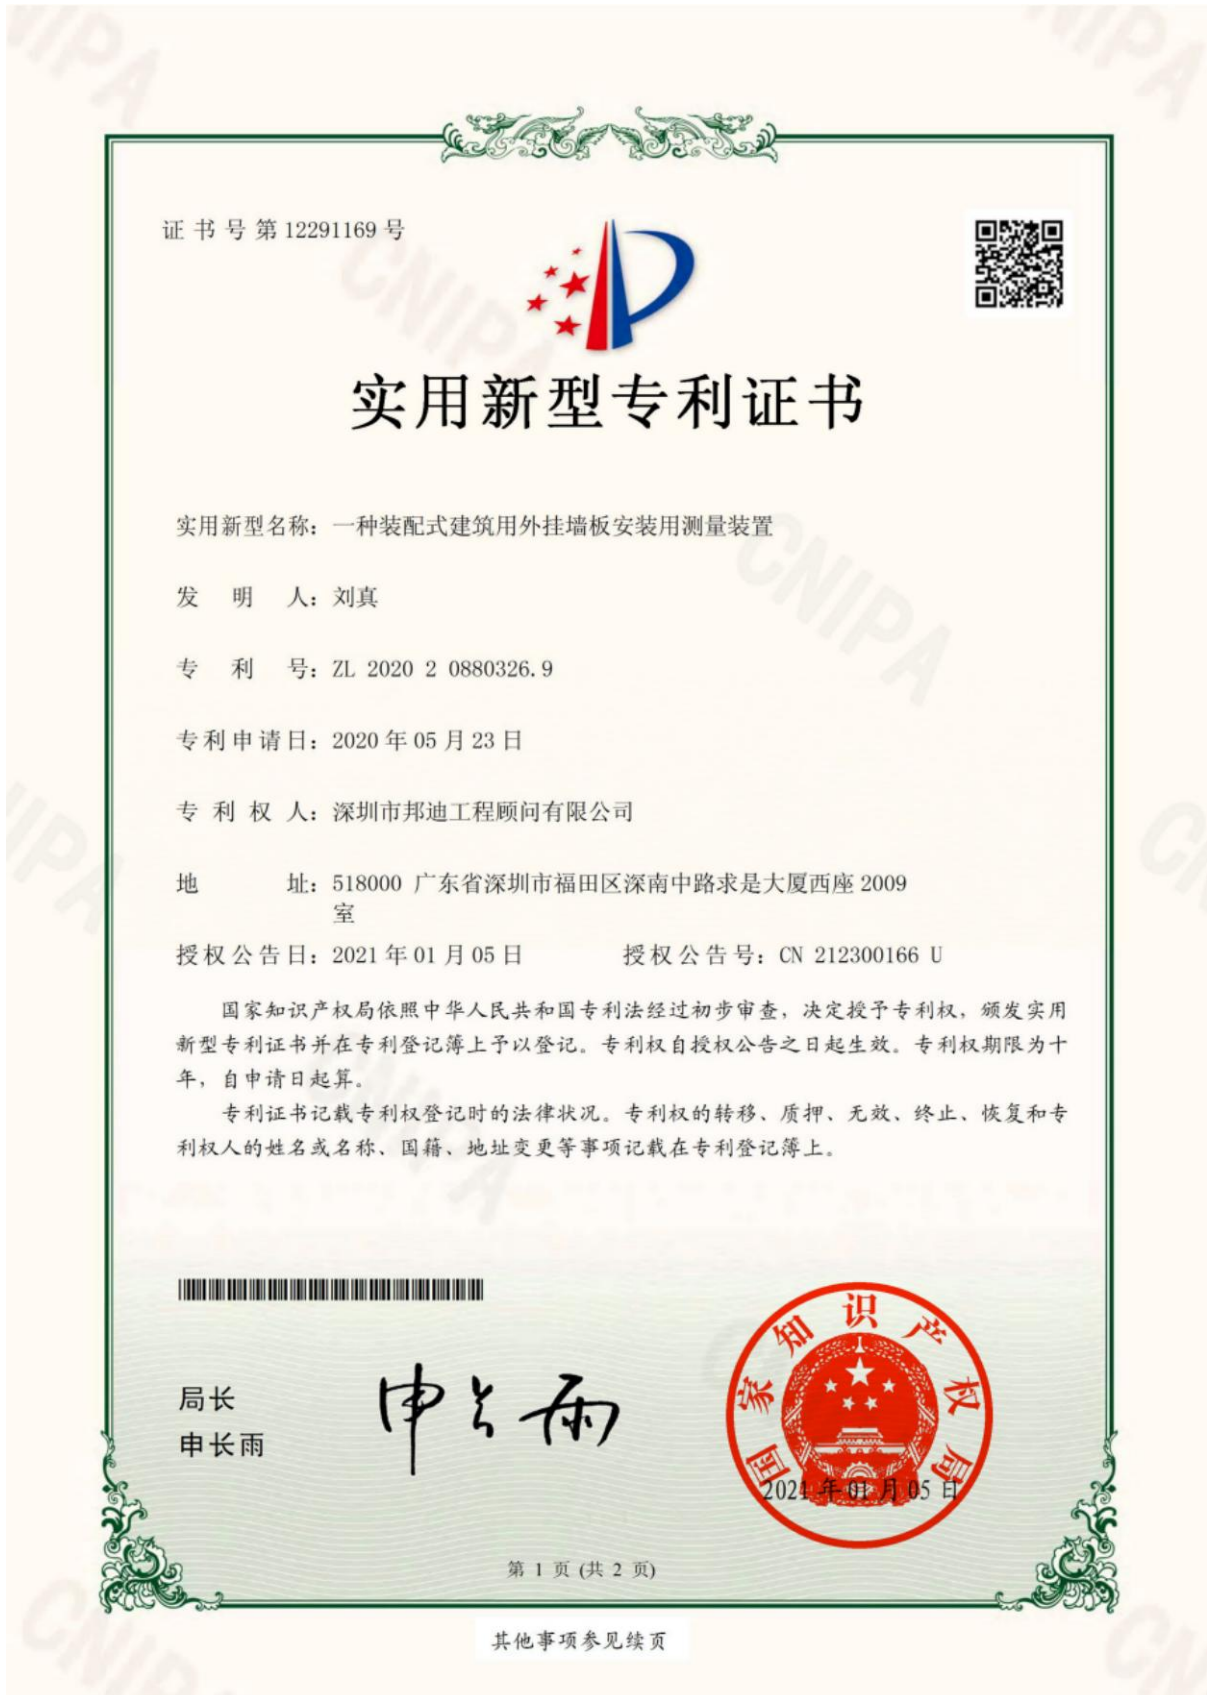 证书号第12291169号
实用新型专利证书
实用新型名称：一种装配式建筑用外挂墙板安装用测量装置
发明人：刘真
专利号：ZL 2020 2 0880326.9
专利申请日：2020年05月23日
专利权人：深圳市邦迪工程顾问有限公司
地址：518000 广东省深圳市福田区深南中路求是大厦西座2009
室
授权公告日：2021年01月05日 授权公告号：CN 212300166 U
国家知识产权局依照中华人民共和国专利法经过初步审查，决定授予专利权，颁发实用
新型专利证书并在专利登记簿上予以登记。专利权自授权公告之日起生效。专利权期限为十
年，自申请日起算。
专利证书记载专利权登记时的法律状况。专利权的转移、质押、无效、终止、恢复和专
利权人的姓名或名称、国籍、地址变更等事项记载在专利登记簿上。
局长
申长雨
申长雨
国家知识产权局
2021年01月05日
第 1 页 (共 2 页)
其他事项参见续页
CNIPA